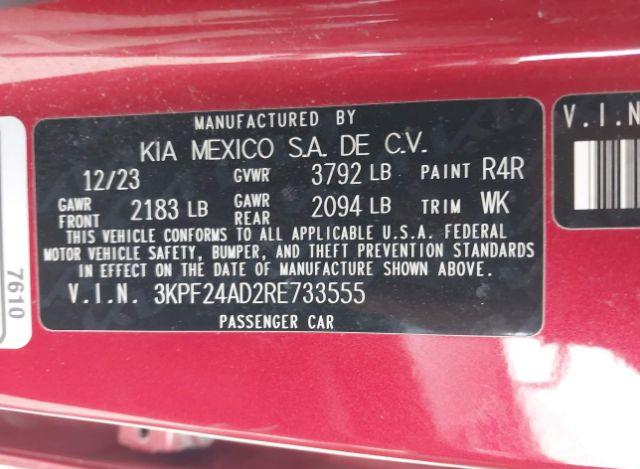 MANUFACTURED BY
KIA MEXICO S.A. DE C.V.
12/23 GVWR 3792 LB PAINT R4R
GAWR FRONT 2183 LB GAWR REAR 2094 LB TRIM WK
THIS VEHICLE CONFORMS TO ALL APPLICABLE U.S.A. FEDERAL
MOTOR VEHICLE SAFETY, BUMPER, AND THEFT PREVENTION STANDARDS
IN EFFECT ON THE DATE OF MANUFACTURE SHOWN ABOVE.
V.I.N. 3KPF24AD2RE733555
PASSENGER CAR
7610
V.I.N